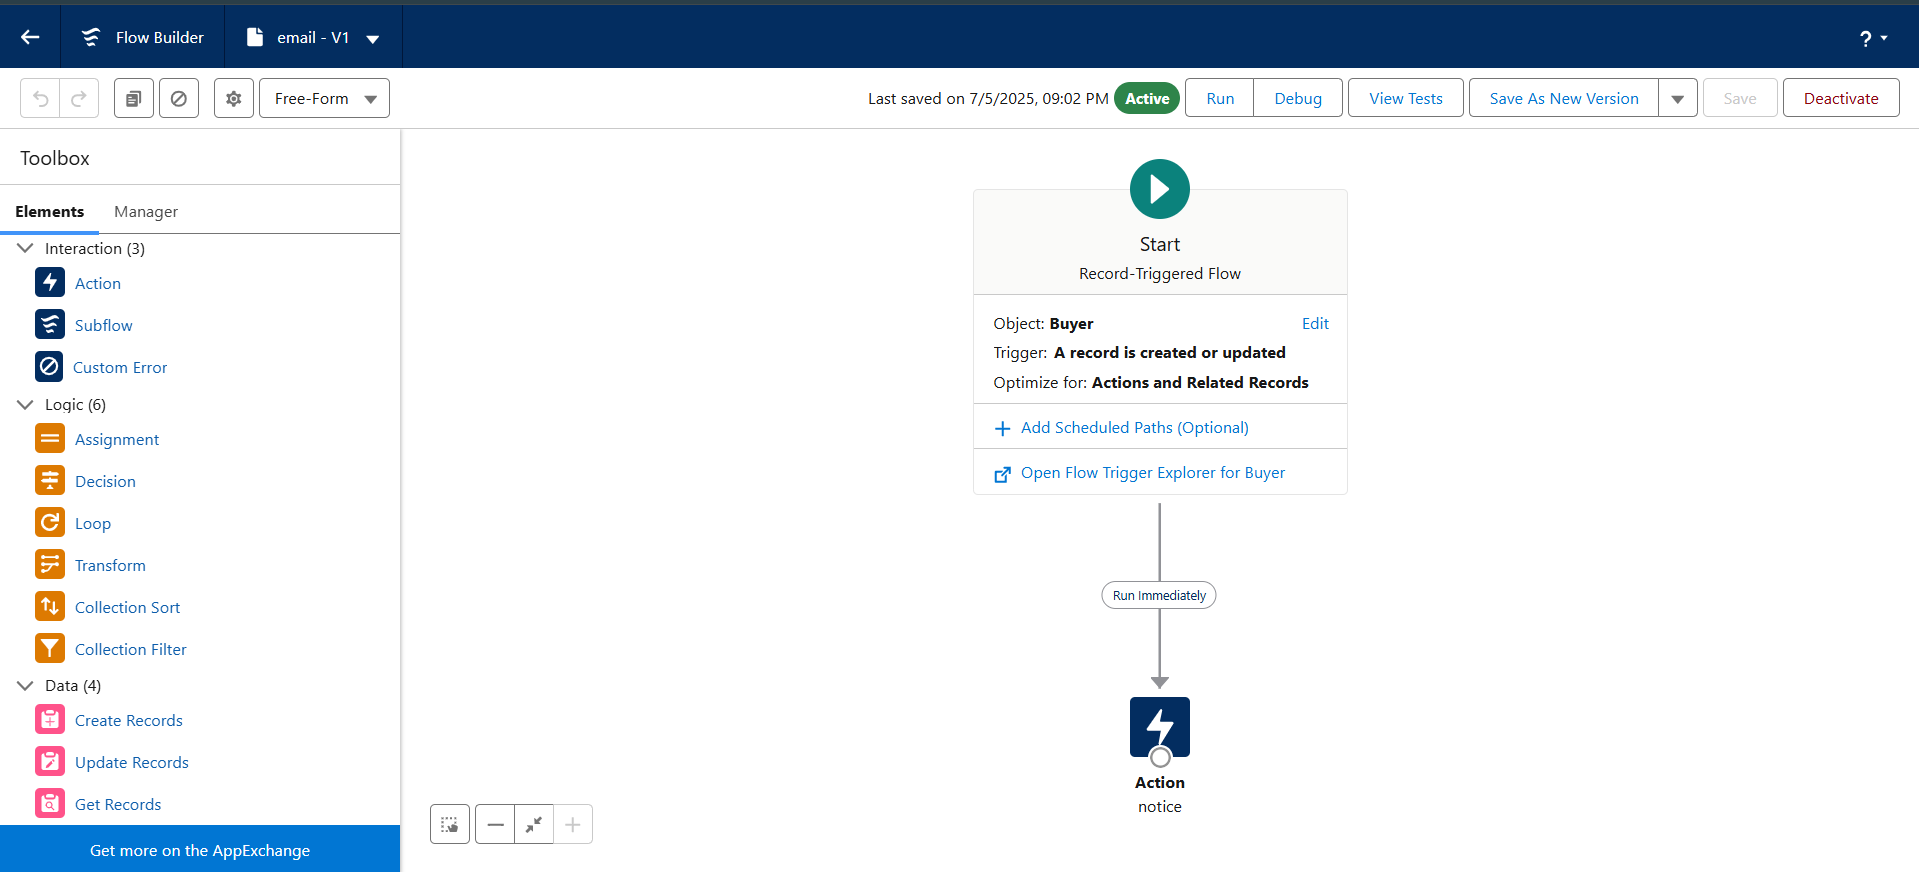 Flow Builder
email - V1
?
Free-Form
Last saved on 7/5/2025, 09:02 PM
Active
Run
Debug
View Tests
Save As New Version
Save
Deactivate
Toolbox
Elements
Manager
Interaction (3)
Action
Subflow
Custom Error
Logic (6)
Assignment
Decision
Loop
Transform
Collection Sort
Collection Filter
Data (4)
Create Records
Update Records
Get Records
Get more on the AppExchange
Start
Record-Triggered Flow
Object: Buyer
Edit
Trigger: A record is created or updated
Optimize for: Actions and Related Records
Add Scheduled Paths (Optional)
Open Flow Trigger Explorer for Buyer
Run Immediately
Action
notice